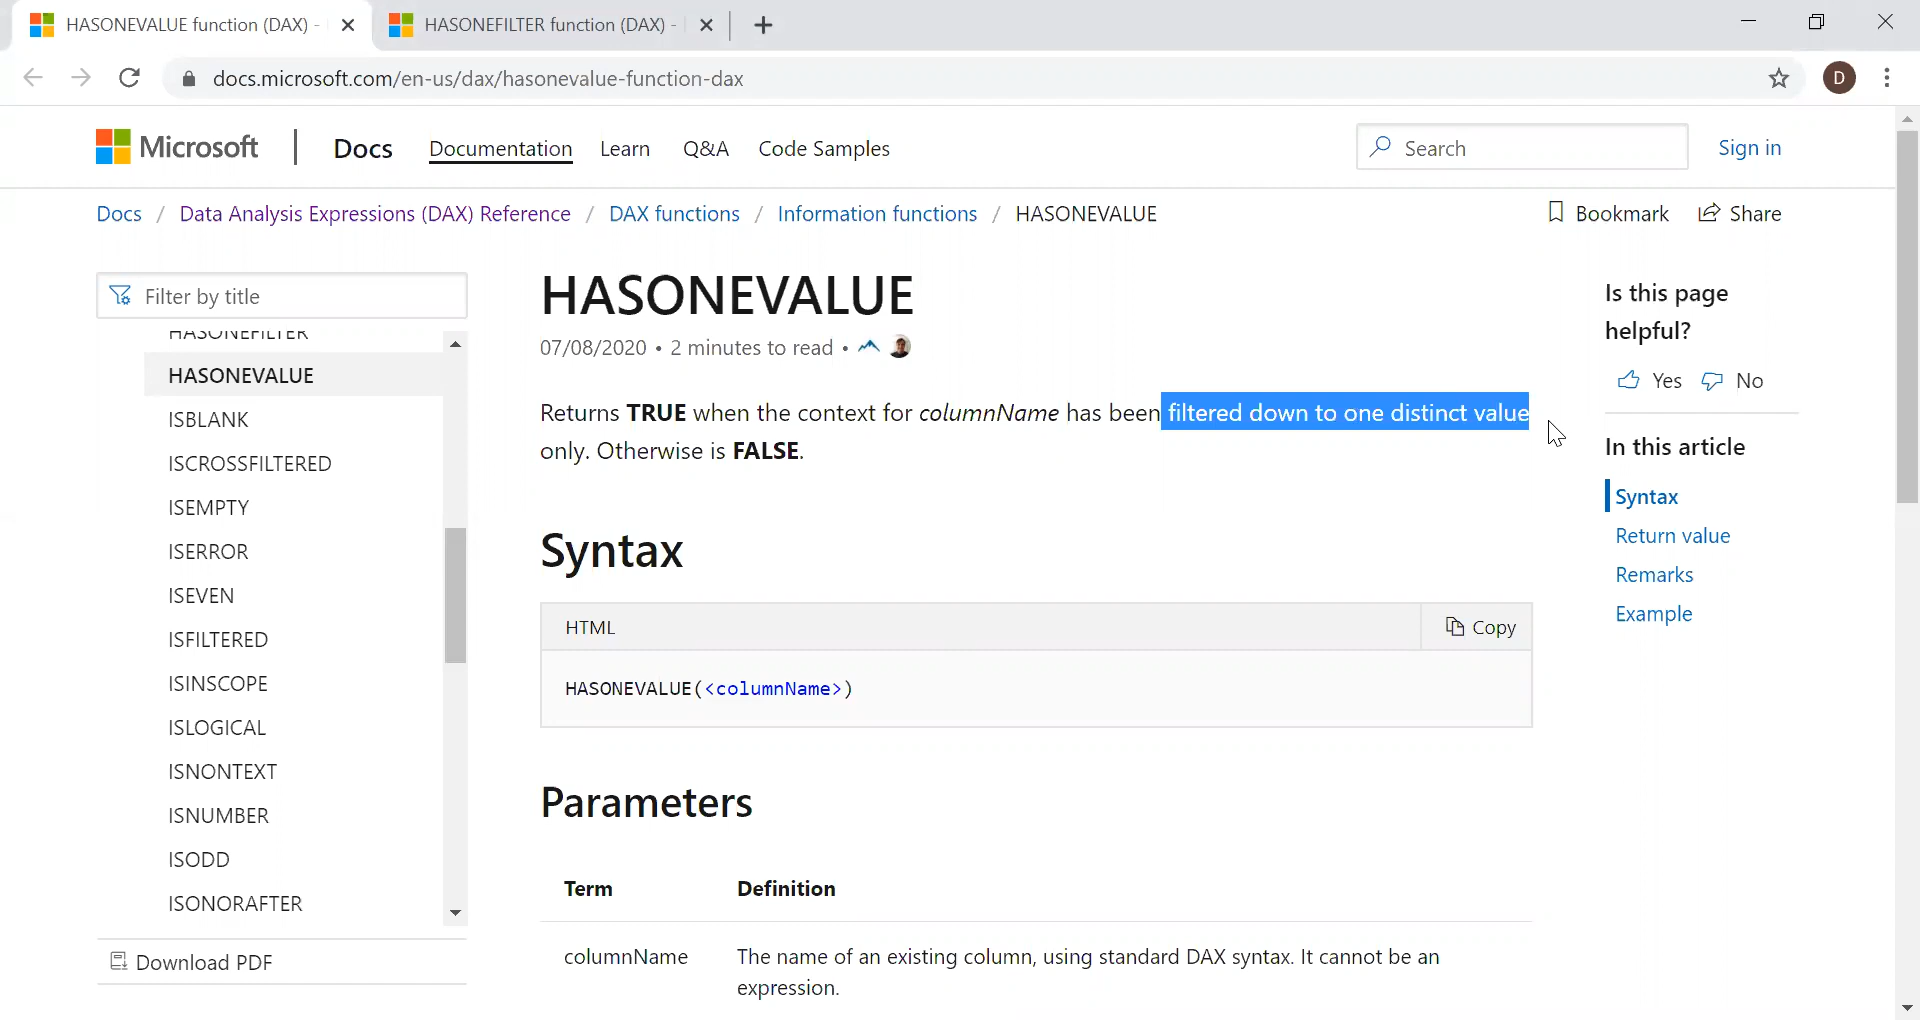 HASONEVALUE function (DAX) -
HASONEFILTER function (DAX) -
docs.microsoft.com/en-us/dax/hasonevalue-function-dax
D
Microsoft
Docs Documentation Learn Q&A Code Samples
Search
Sign in
Docs / Data Analysis Expressions (DAX) Reference / DAX functions / Information functions / HASONEVALUE
Bookmark Share
Filter by title
HASONEFILTER
HASONEVALUE
ISBLANK
ISCROSSFILTERED
ISEMPTY
ISERROR
ISEVEN
ISFILTERED
ISINSCOPE
ISLOGICAL
ISNONTEXT
ISNUMBER
ISODD
ISONORAFTER
Download PDF
HASONEVALUE
07/08/2020 • 2 minutes to read •
Returns TRUE when the context for columnName has been filtered down to one distinct value
only. Otherwise is FALSE.
Syntax
HTML
Copy
HASONEVALUE(<columnName>)
Parameters
Term Definition
columnName The name of an existing column, using standard DAX syntax. It cannot be an
expression.
Is this page
helpful?
Yes No
In this article
Syntax
Return value
Remarks
Example